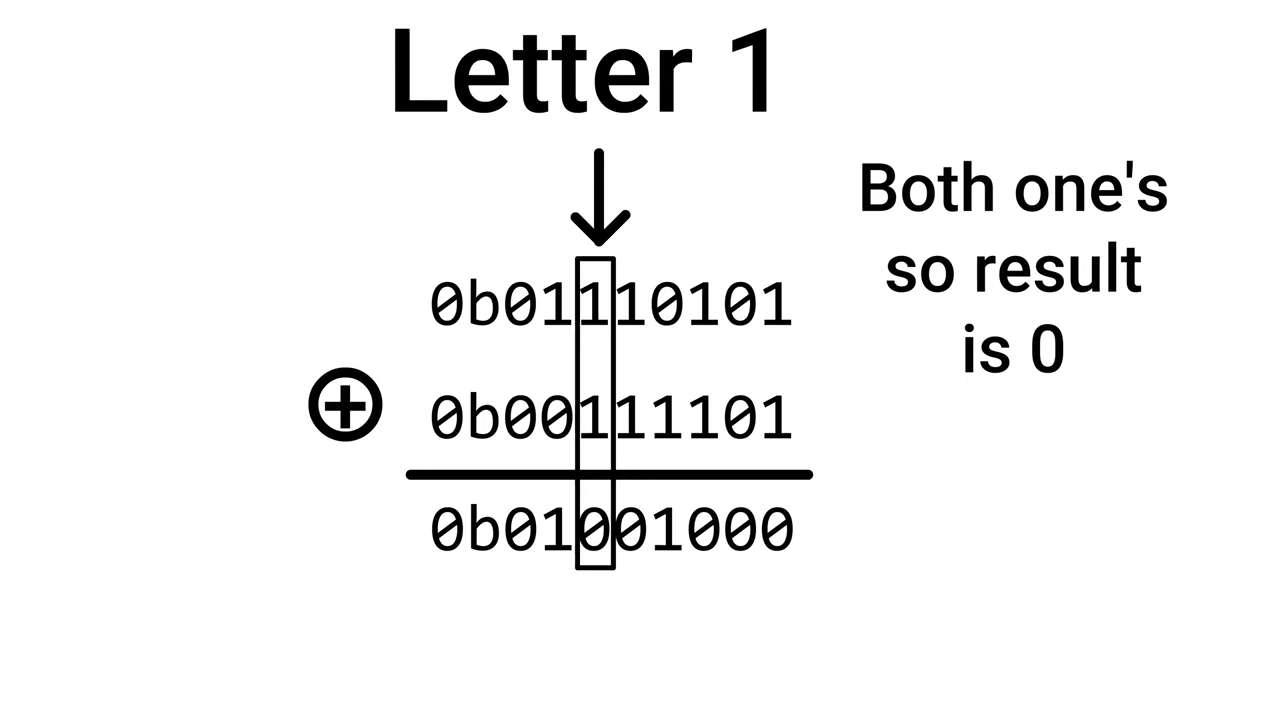 Letter 1
Both one's
so result
is 0
0b01110101
⊕ 0b00111101
0b01001000